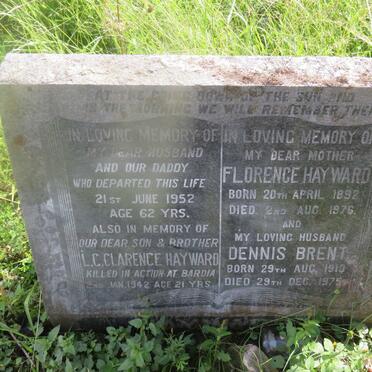 AT THE GOING DOWN OF THE SUN AND
IN THE MORNING WE WILL REMEMBER THEM
IN LOVING MEMORY OF
MY DEAR HUSBAND
AND OUR DADDY
WHO DEPARTED THIS LIFE
21ST JUNE 1952
AGE 62 YRS.
ALSO IN MEMORY OF
OUR DEAR SON & BROTHER
L.C. CLARENCE HAYWARD
KILLED IN ACTION AT BARDIA
JAN. 1942 AGE 21 YRS.
IN LOVING MEMORY OF
MY DEAR MOTHER
FLORENCE HAYWARD
BORN 20TH APRIL 1892
DIED 2ND AUG. 1976.
AND
MY LOVING HUSBAND
DENNIS BRENT
BORN 29TH AUG. 1910
DIED 29TH DEC. 1975